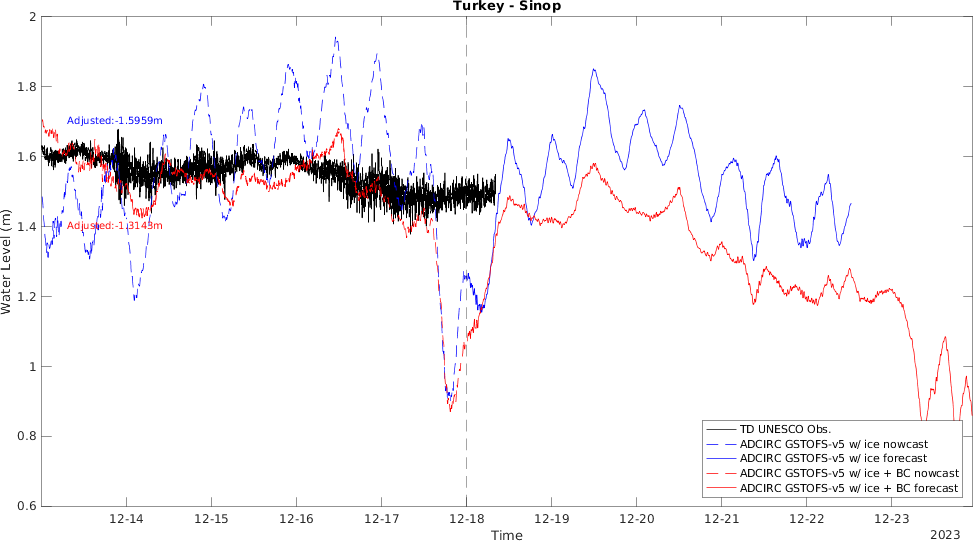 Turkey - Sinop
2
1.8
1.6
1.4
1.2
1
0.8
0.6
Water Level (m)
Adjusted:-1.5959m
Adjusted:-1.3143m
TD UNESCO Obs.
ADCIRC GSTOFS-v5 w/ ice nowcast
ADCIRC GSTOFS-v5 w/ ice forecast
ADCIRC GSTOFS-v5 w/ ice + BC nowcast
ADCIRC GSTOFS-v5 w/ ice + BC forecast
12-14 12-15 12-16 12-17 12-18 12-19 12-20 12-21 12-22 12-23
Time
2023